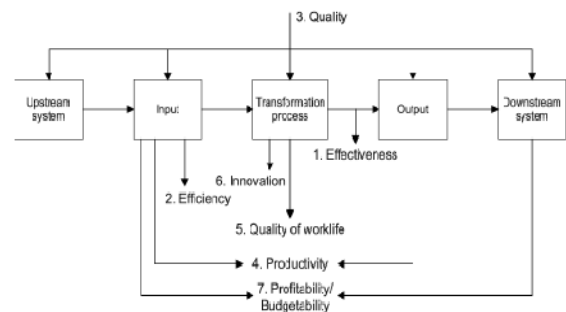 3. Quality
Upstream
system
Input
Transformation
process
Output
Downstream
system
1. Effectiveness
6. Innovation
2. Efficiency
5. Quality of worklife
4. Productivity
7. Profitability/
Budgetability